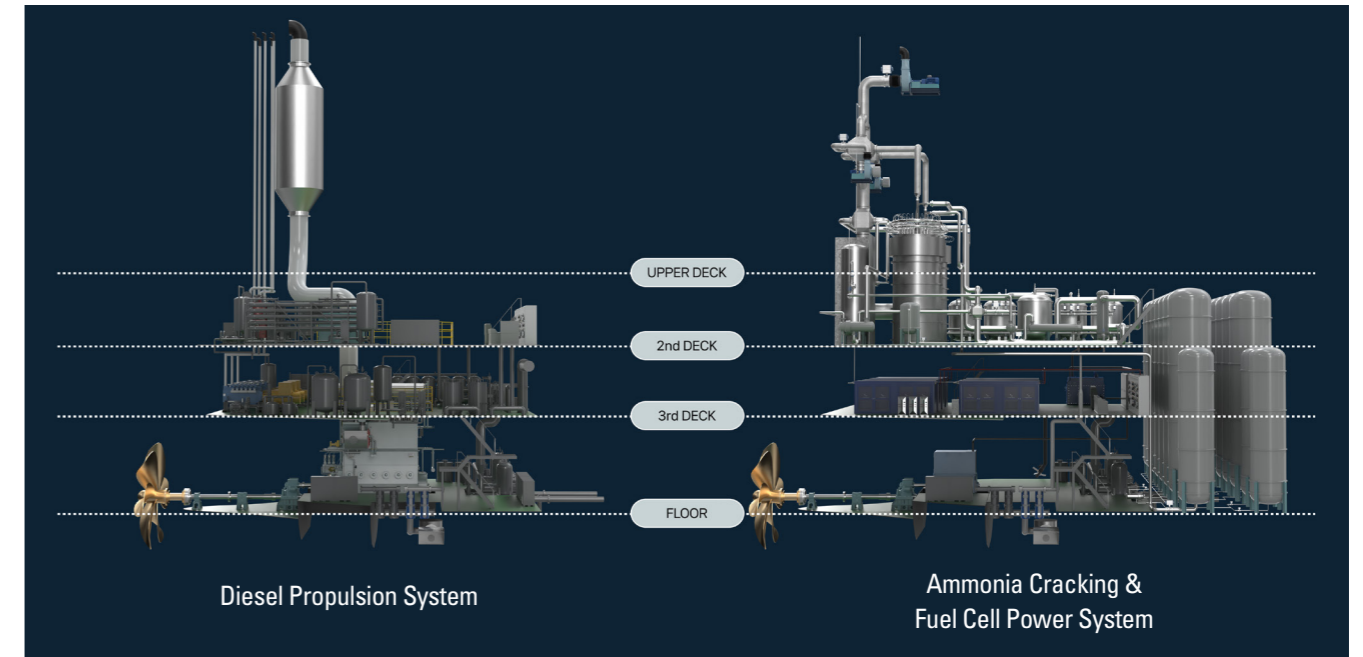 UPPER DECK
2nd DECK
3rd DECK
FLOOR
Diesel Propulsion System
Ammonia Cracking &
Fuel Cell Power System